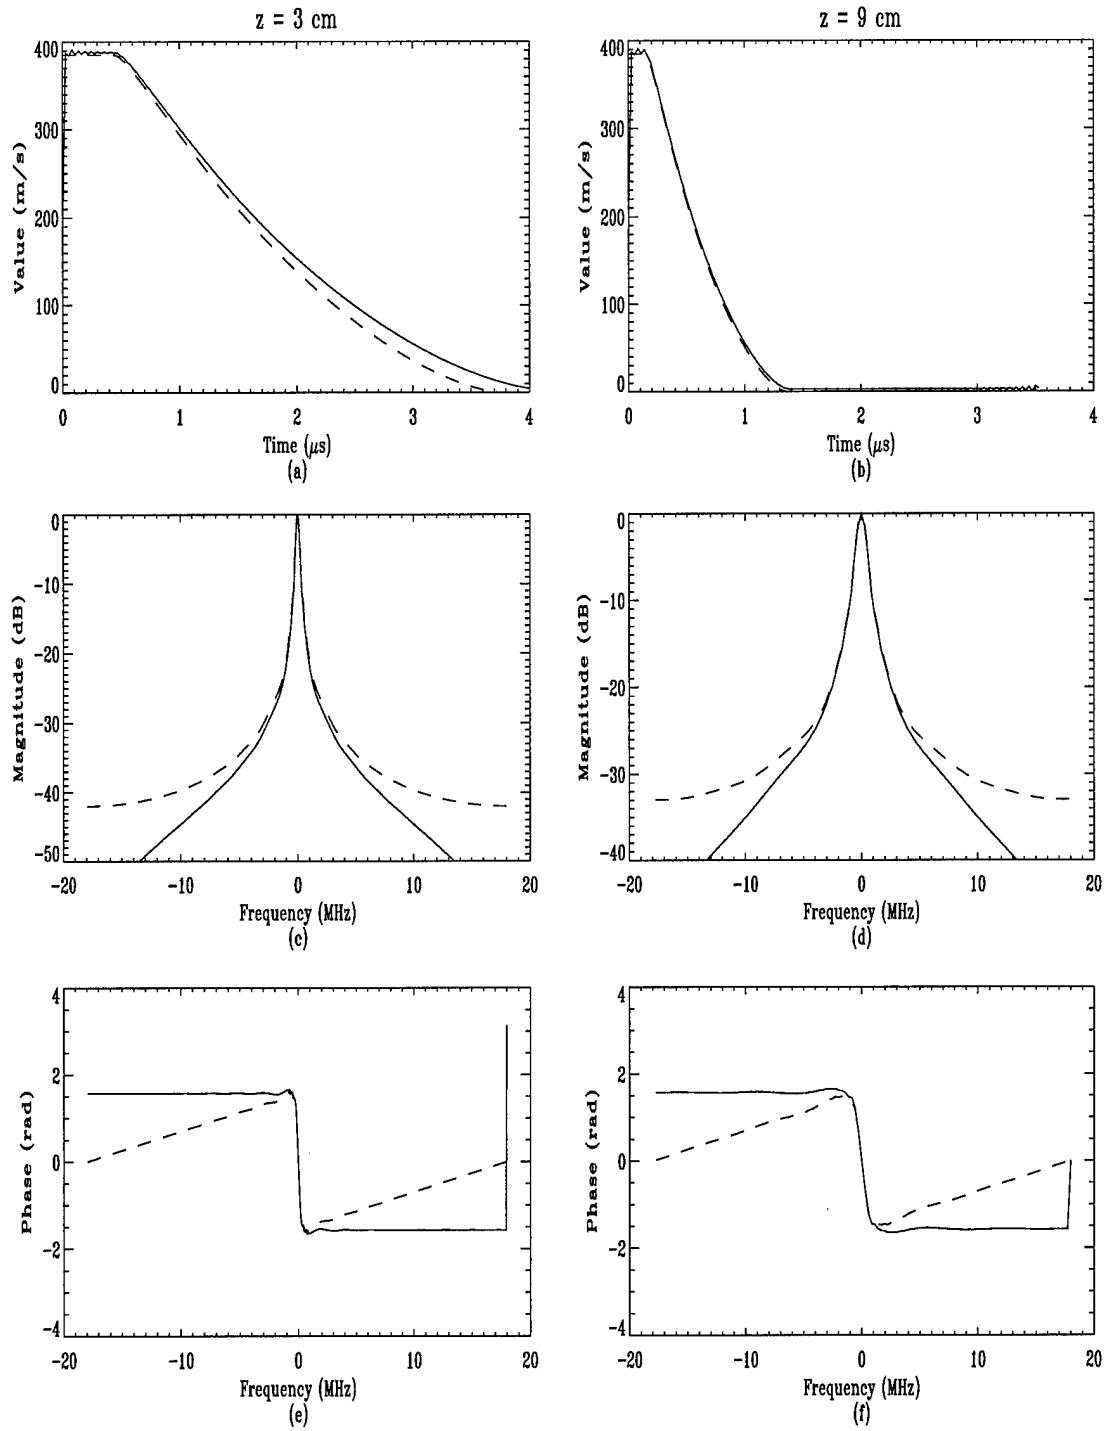 z = 3 cm
z = 9 cm
400
300
200
100
0
Value (m/s)
0 1 2 3 4
Time (μs)
(a)
400
300
200
100
0
Value (m/s)
0 1 2 3 4
Time (μs)
(b)
0
-10
-20
-30
-40
-50
Magnitude (dB)
-20 -10 0 10 20
Frequency (MHz)
(c)
0
-10
-20
-30
-40
Magnitude (dB)
-20 -10 0 10 20
Frequency (MHz)
(d)
4
2
0
-2
-4
Phase (rad)
-20 -10 0 10 20
Frequency (MHz)
(e)
4
2
0
-2
-4
Phase (rad)
-20 -10 0 10 20
Frequency (MHz)
(f)